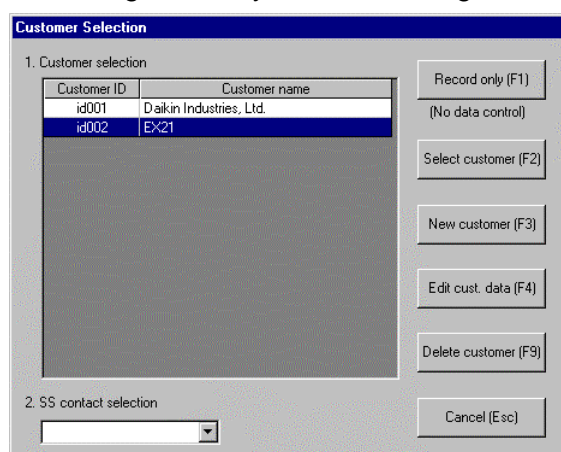 Customer Selection
1. Customer selection
Customer ID Customer name
id001 Daikin Industries, Ltd.
id002 EX21
Record only (F1)
(No data control)
Select customer (F2)
New customer (F3)
Edit cust. data (F4)
Delete customer (F9)
2. SS contact selection
Cancel (Esc)